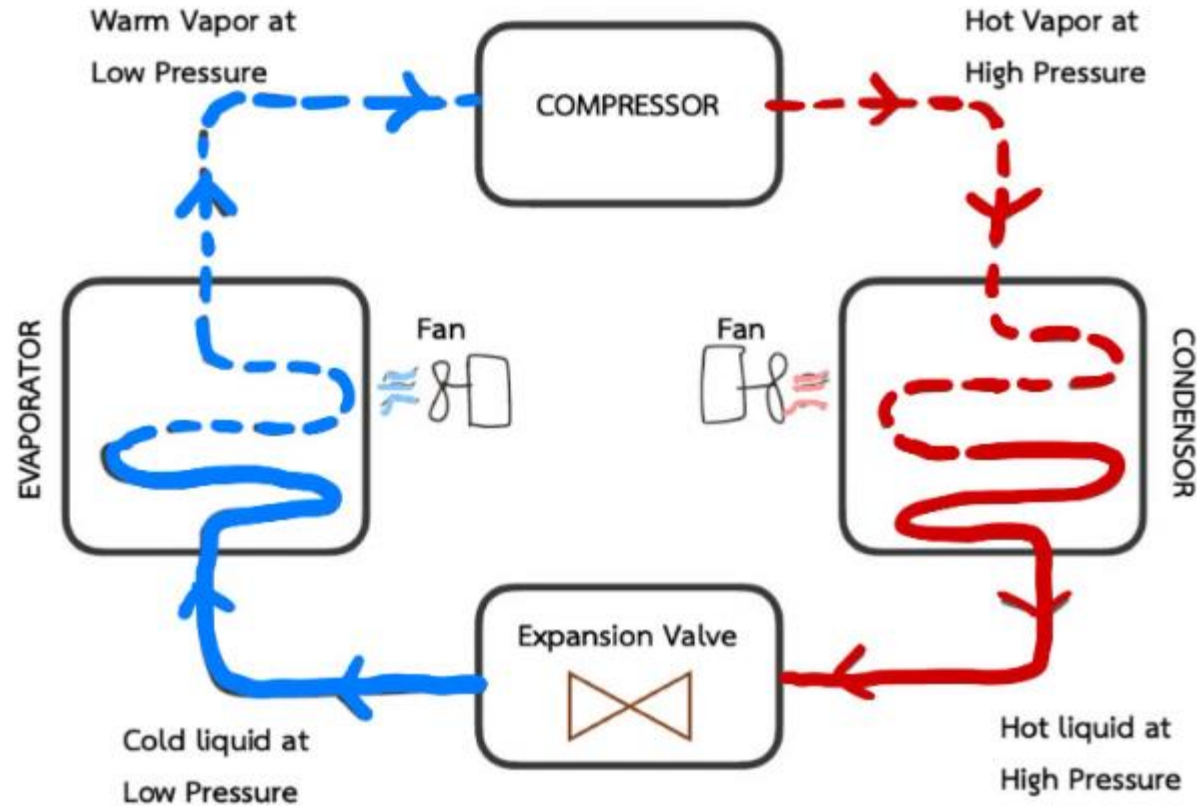 Warm Vapor at
Low Pressure
COMPRESSOR
Hot Vapor at
High Pressure
EVAPORATOR
Fan
Fan
CONDENSOR
Expansion Valve
Cold liquid at
Low Pressure
Hot liquid at
High Pressure